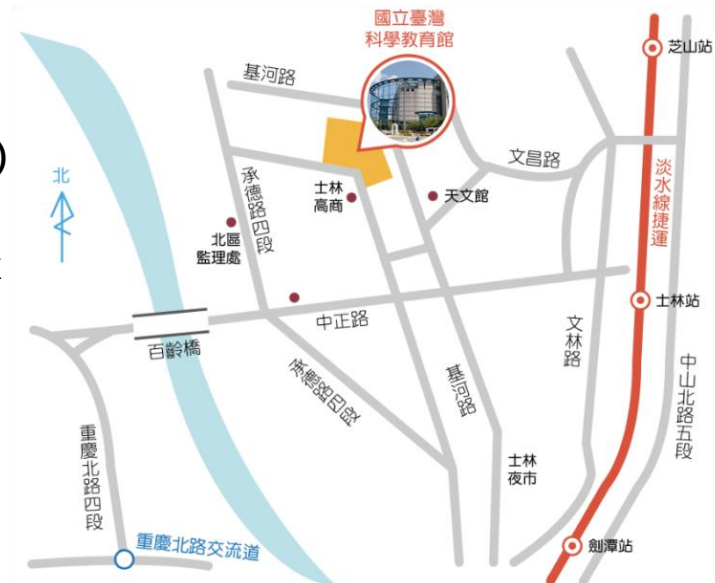 國立臺灣
科學教育館
芝山站
基河路
)
文昌路
淡水線捷運
北
承德路四段
士林
高商
天文館
北區
監理處
士林站
中正路
文林路
百齡橋
承德路四段
基河路
中山北路五段
重慶北路四段
士林
夜市
重慶北路交流道
劍潭站